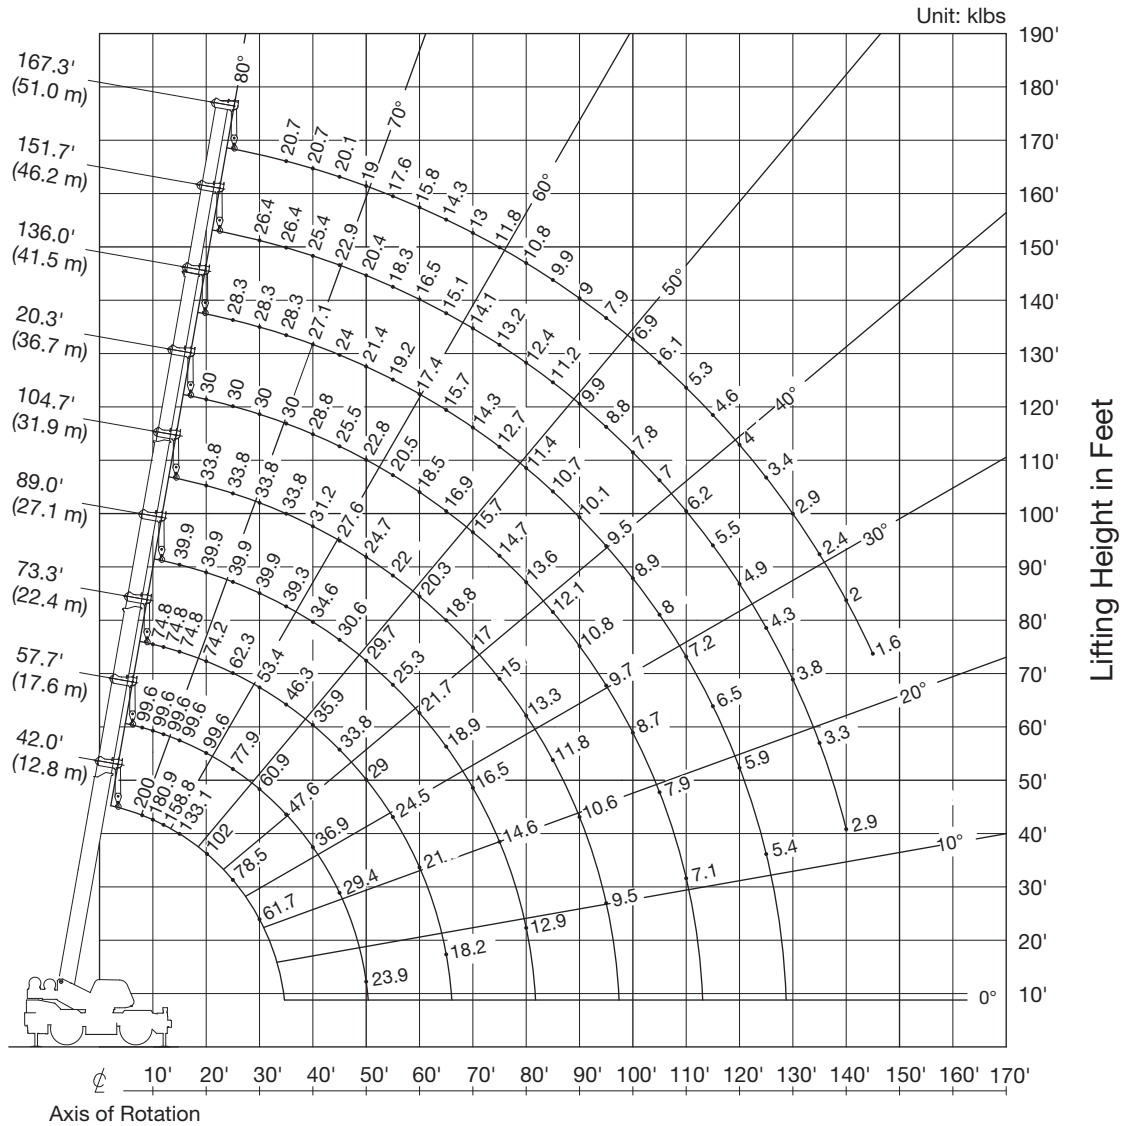 Unit: klbs
190'
180'
170'
160'
150'
140'
130'
120'
110'
100'
90'
80'
70'
60'
50'
40'
30'
20'
10'
Lifting Height in Feet
167.3'
(51.0 m)
151.7'
(46.2 m)
136.0'
(41.5 m)
20.3'
(36.7 m)
104.7'
(31.9 m)
89.0'
(27.1 m)
73.3'
(22.4 m)
57.7'
(17.6 m)
42.0'
(12.8 m)
80°
70°
60°
50°
40°
30°
20°
10°
0°
20.7 20.7 20.1 19 17.6 15.8 14.3 13 11.8 10.8 9.9 9 7.9 6.9 6.1 5.3 4.6 4 3.4 2.9 2.4 2 1.6
26.4 26.4 25.4 22.9 20.4 18.3 16.5 15.1 14.1 13.2 12.4 11.2 9.9 8.8 7.8 7 6.2 5.5 4.9 4.3 3.8 3.3 2.9
28.3 28.3 28.3 27.1 24 21.4 19.2 17.4 15.7 14.3 12.7 11.4 10.7 10.1 9.5 8.9 8 7.2 6.5 5.9 5.4
30 30 30 30 28.8 25.5 22.8 20.5 18.5 16.9 15.7 14.7 13.6 12.1 10.8 9.7 8.7 7.9 7.1
33.8 33.8 33.8 33.8 31.2 27.6 24.7 22 20.3 18.8 17 15 13.3 11.8 10.6 9.5
39.9 39.9 39.9 39.9 39.3 34.6 30.6 29.7 25.3 21.7 18.9 16.5 14.6 12.9
74.8 74.8 74.8 74.2 62.3 53.4 46.3 35.9 33.8 29 24.5 21.. 18.2
99.6 99.6 99.6 99.6 99.6 77.9 60.9 47.6 36.9 29.4 23.9
200 180.9 158.8 133.1 102 78.5 61.7
10' 20' 30' 40' 50' 60' 70' 80' 90' 100' 110' 120' 130' 140' 150' 160' 170'
Axis of Rotation